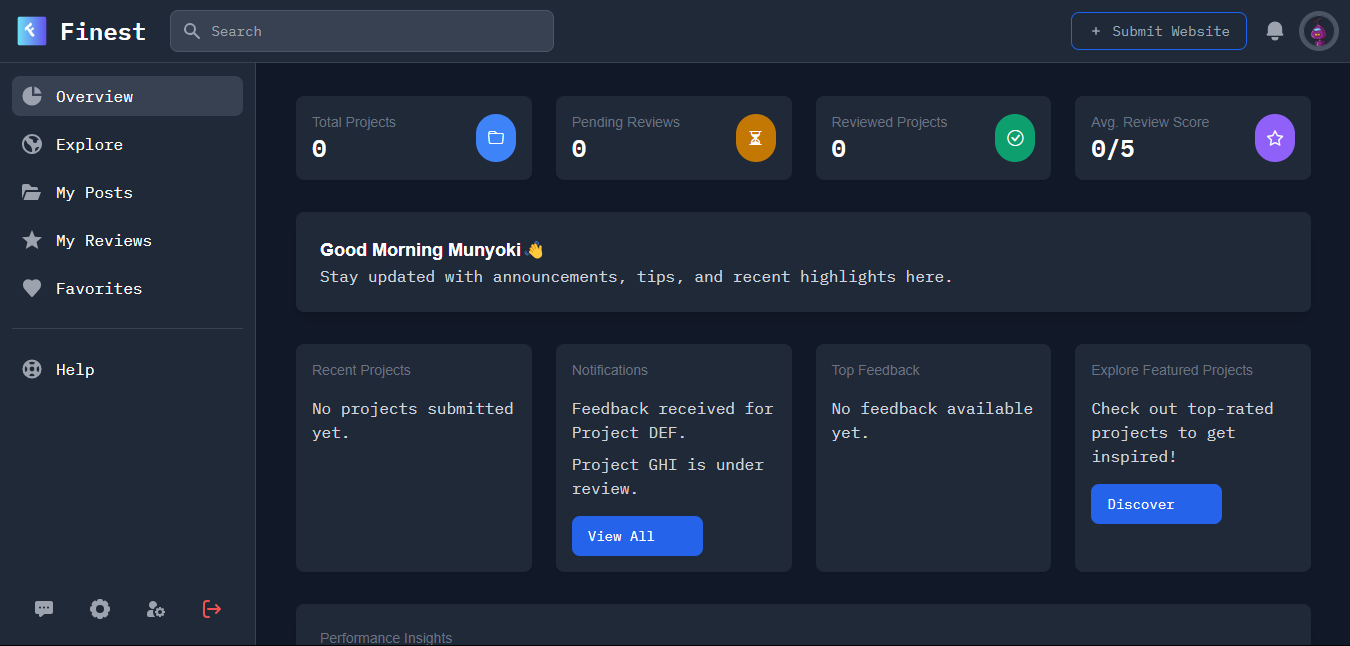 Finest
Search
+ Submit Website
Overview
Explore
My Posts
My Reviews
Favorites
Help
Total Projects
0
Pending Reviews
0
Reviewed Projects
0
Avg. Review Score
0/5
Good Morning Munyoki 👋
Stay updated with announcements, tips, and recent highlights here.
Recent Projects
No projects submitted
yet.
Notifications
Feedback received for
Project DEF.
Project GHI is under
review.
View All
Top Feedback
No feedback available
yet.
Explore Featured Projects
Check out top-rated
projects to get
inspired!
Discover
Performance Insights